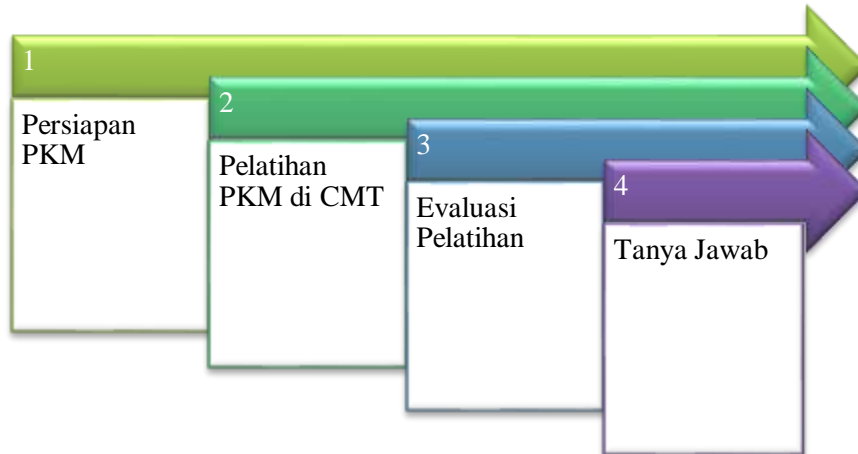 1
Persiapan
PKM
2
Pelatihan
PKM di CMT
3
Evaluasi
Pelatihan
4
Tanya Jawab